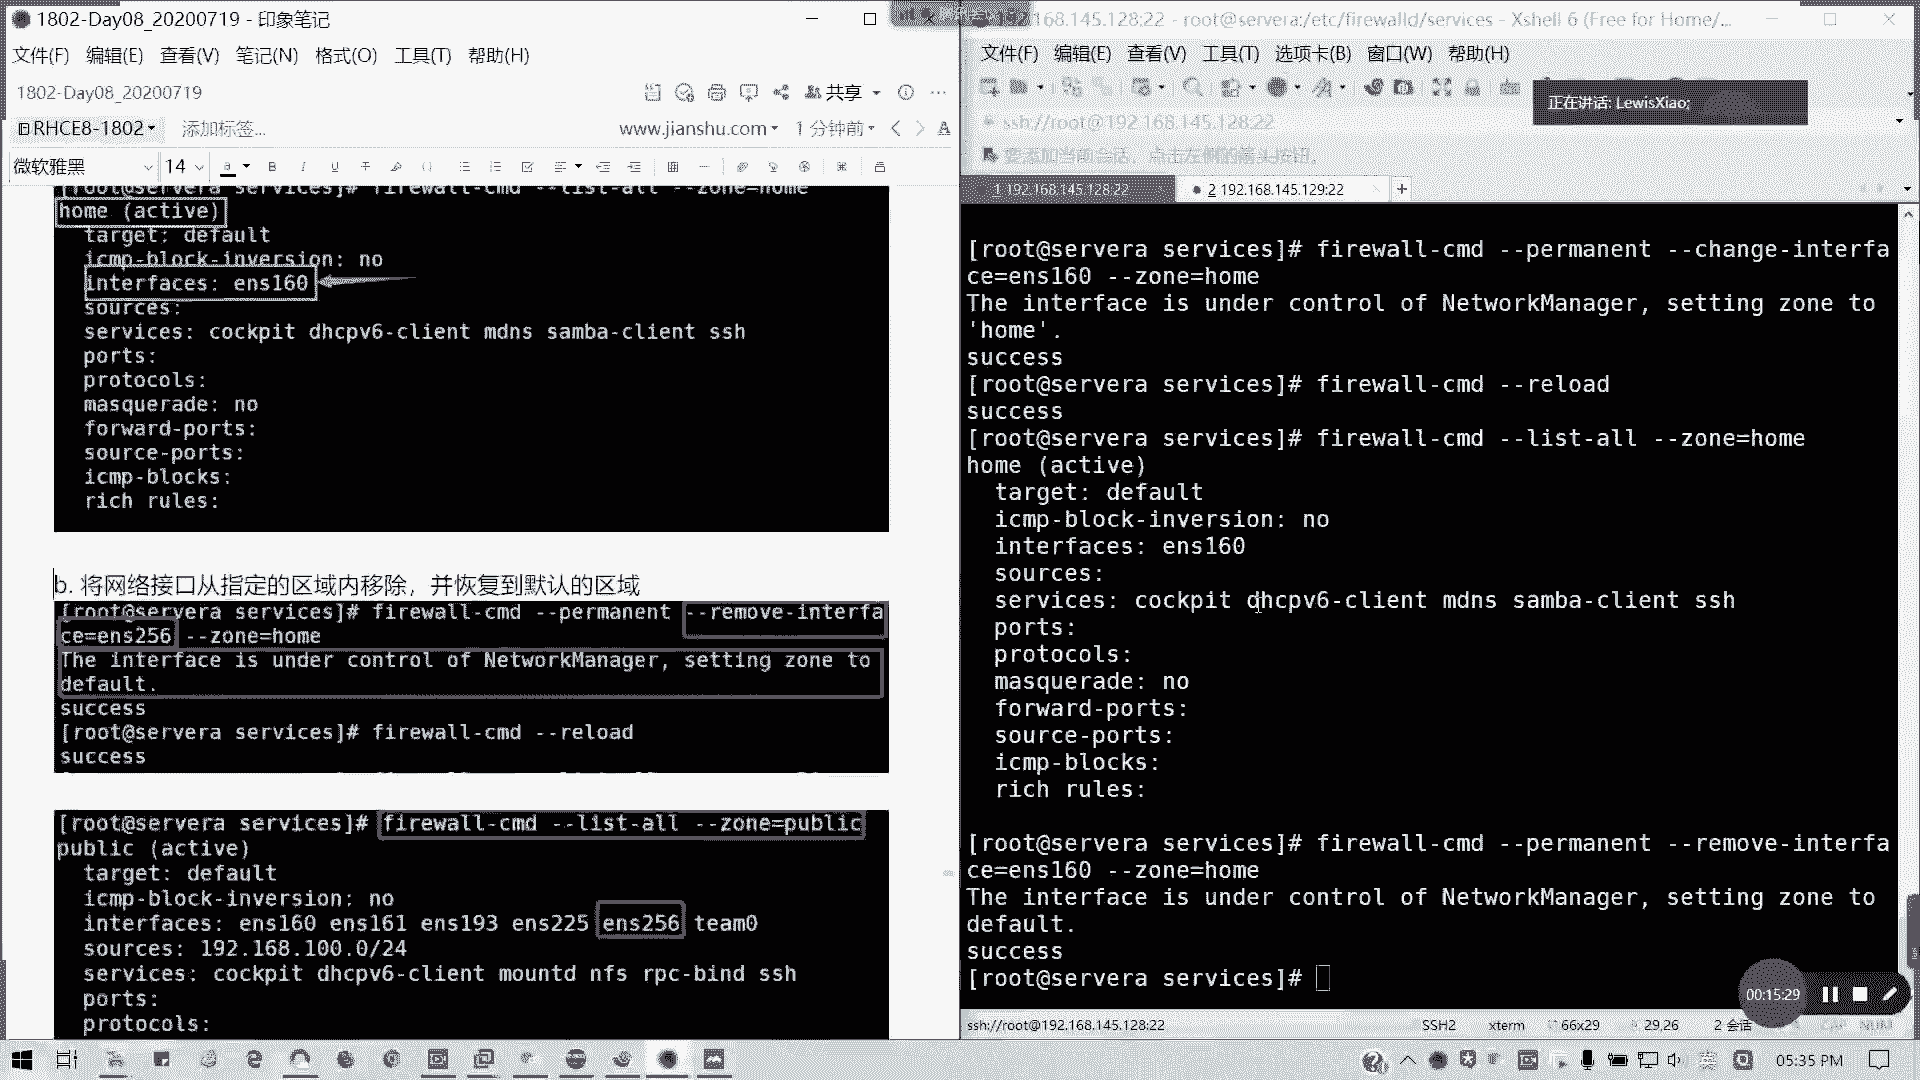 1802-Day08_20200719 - 印象笔记
文件(F) 编辑(E) 查看(V) 笔记(N) 格式(O) 工具(T) 帮助(H)
1802-Day08_20200719
共享
RHCE8-1802 添加标签...
www.jianshu.com 1 分钟前
微软雅黑 14
[root@servera services]# firewall-cmd --list-all --zone=home
home (active)
target: default
icmp-block-inversion: no
interfaces: ens160
sources:
services: cockpit dhcpv6-client mdns samba-client ssh
ports:
protocols:
masquerade: no
forward-ports:
source-ports:
icmp-blocks:
rich rules:
b. 将网络接口从指定的区域内移除，并恢复到默认的区域
[root@servera services]# firewall-cmd --permanent --remove-interfa
ce=ens256 --zone=home
The interface is under control of NetworkManager, setting zone to
default.
success
[root@servera services]# firewall-cmd --reload
success
[root@servera services]# firewall-cmd --list-all --zone=public
public (active)
target: default
icmp-block-inversion: no
interfaces: ens160 ens161 ens193 ens225 ens256 team0
sources: 192.168.100.0/24
services: cockpit dhcpv6-client mountd nfs rpc-bind ssh
ports:
protocols:
168.145.128:22 - root@servera:/etc/firewalld/services - Xshell 6 (Free for Home/...
文件(F) 编辑(E) 查看(V) 工具(T) 选项卡(B) 窗口(W) 帮助(H)
正在讲话: LewisXiao;
ssh://root@192.168.145.128:22
要添加当前会话，点击左侧的箭头按钮。
1 192.168.145.128:22
2 192.168.145.129:22
[root@servera services]# firewall-cmd --permanent --change-interfa
ce=ens160 --zone=home
The interface is under control of NetworkManager, setting zone to
'home'.
success
[root@servera services]# firewall-cmd --reload
success
[root@servera services]# firewall-cmd --list-all --zone=home
home (active)
target: default
icmp-block-inversion: no
interfaces: ens160
sources:
services: cockpit dhcpv6-client mdns samba-client ssh
ports:
protocols:
masquerade: no
forward-ports:
source-ports:
icmp-blocks:
rich rules:
[root@servera services]# firewall-cmd --permanent --remove-interfa
ce=ens160 --zone=home
The interface is under control of NetworkManager, setting zone to
default.
success
[root@servera services]#
00:15:29
ssh://root@192.168.145.128:22 SSH2 xterm 66x29 29,26 2 会话 CAP NUM
英 05:35 PM